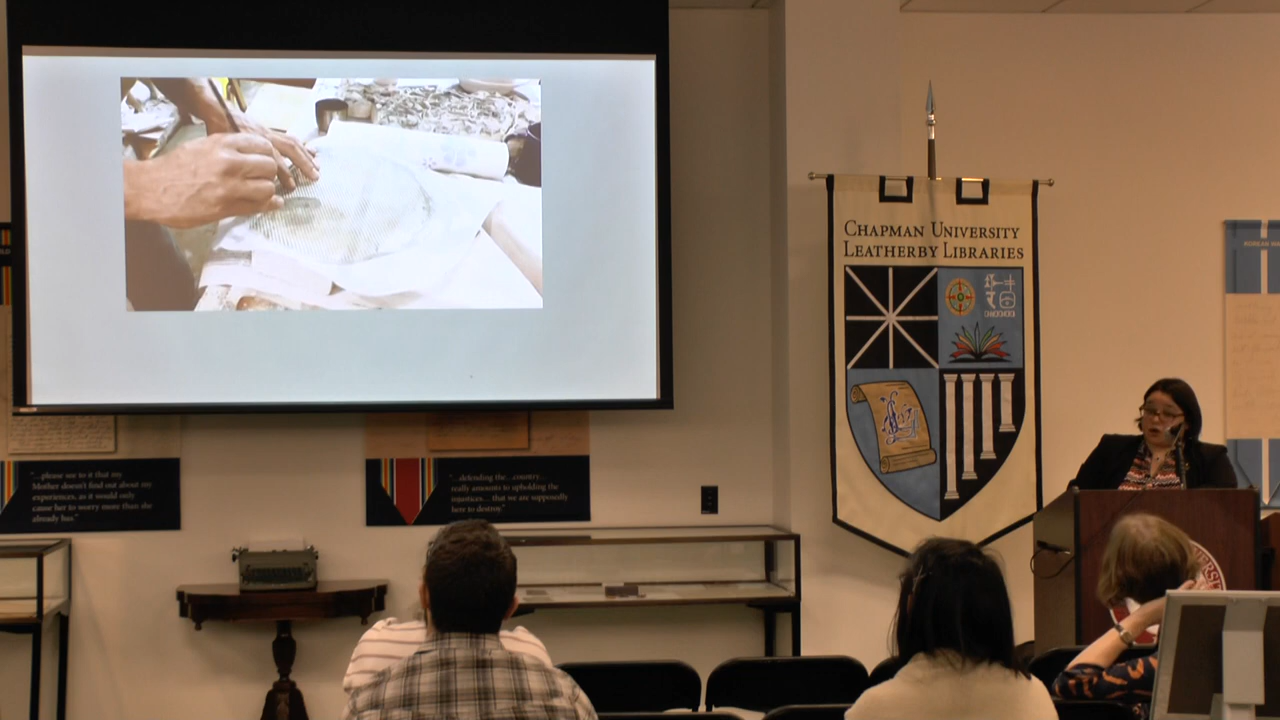 CHAPMAN UNIVERSITY
LEATHERBY LIBRARIES
"...please see to it that my
Mother doesn't find out about my
experiences, as it would only
cause her to worry more than she
already has."
"...defending the...country...
really amounts to upholding the
injustices... that we are supposedly
here to destroy."
KOREAN